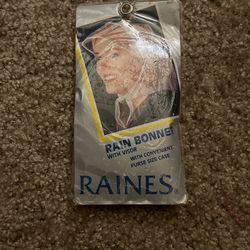 RAIN BONNET
WITH VISOR
WITH CONVENIENT
PURSE SIZE CASE
RAINES®